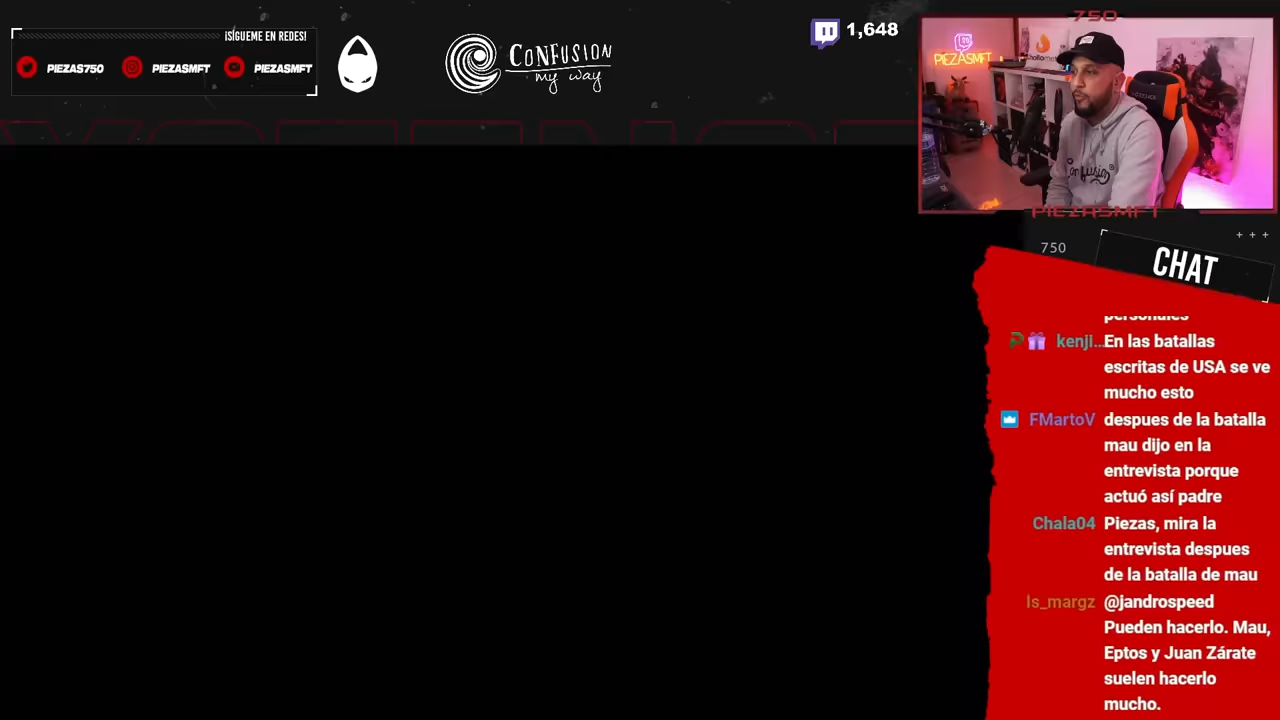 ¡SÍGUEME EN REDES!
PIEZAS750
PIEZASMFT
PIEZASMFT
CONFUSION
my way
1,648
750
PIEZASMFT
PIEZASMFT
750
CHAT
personales
kenji... En las batallas
escritas de USA se ve
mucho esto
FMartoV despues de la batalla
mau dijo en la
entrevista porque
actuó así padre
Chala04 Piezas, mira la
entrevista despues
de la batalla de mau
ls_margz @jandrospeed
Pueden hacerlo. Mau,
Eptos y Juan Zárate
suelen hacerlo
mucho.